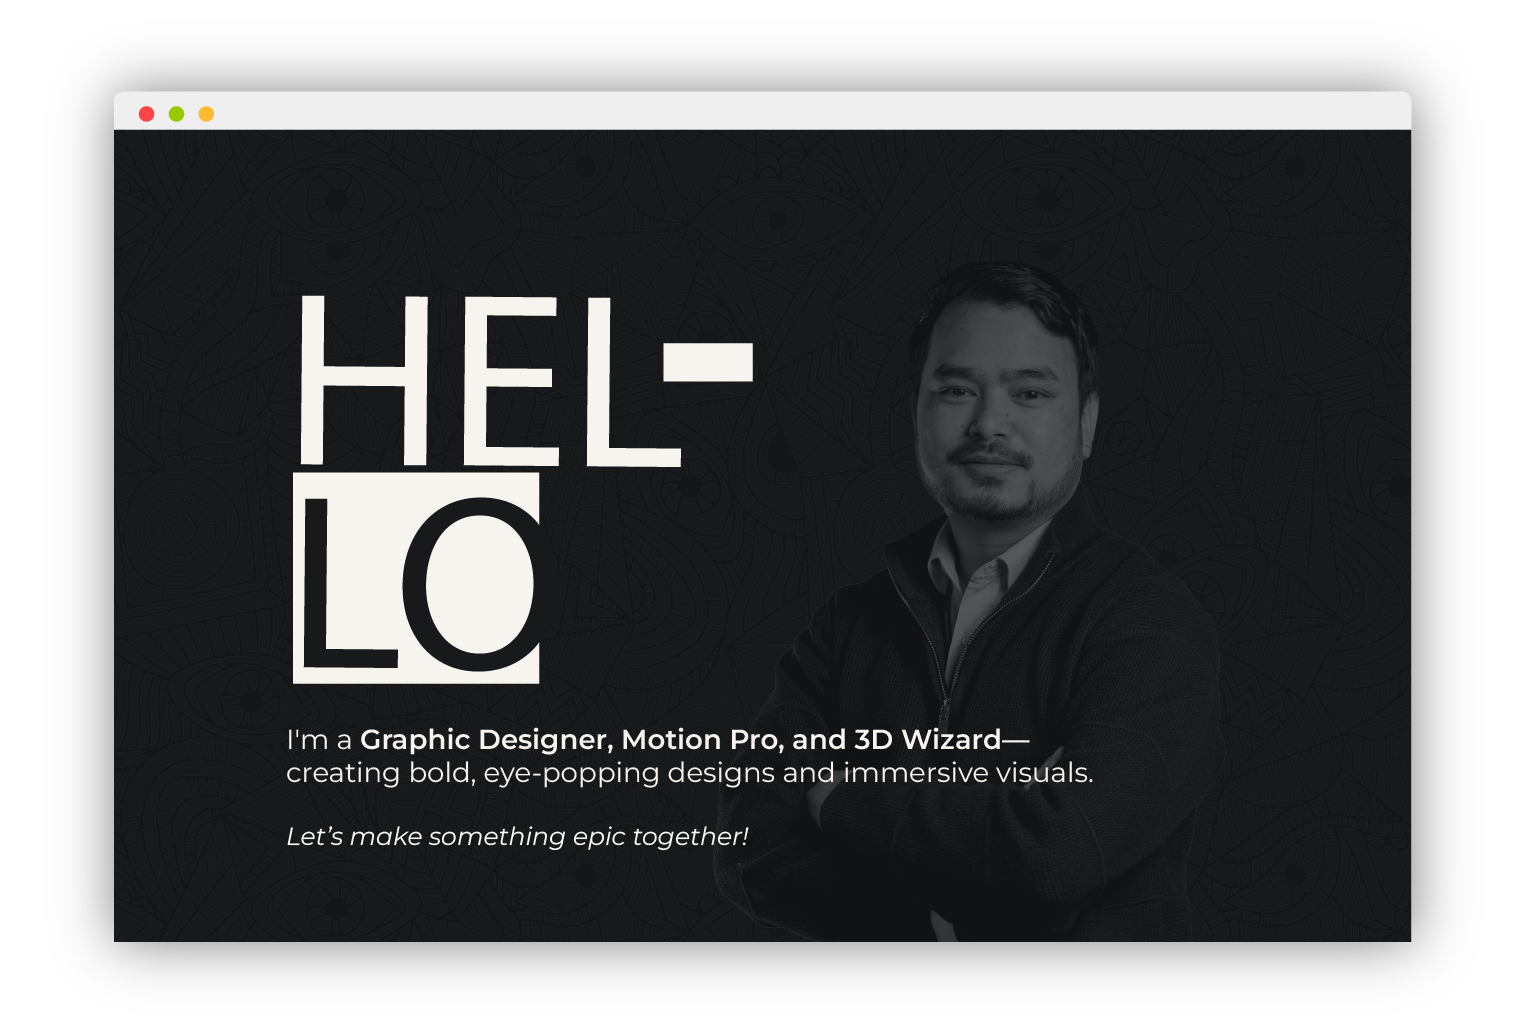 HEL-
LO
I'm a Graphic Designer, Motion Pro, and 3D Wizard—
creating bold, eye-popping designs and immersive visuals.
Let’s make something epic together!